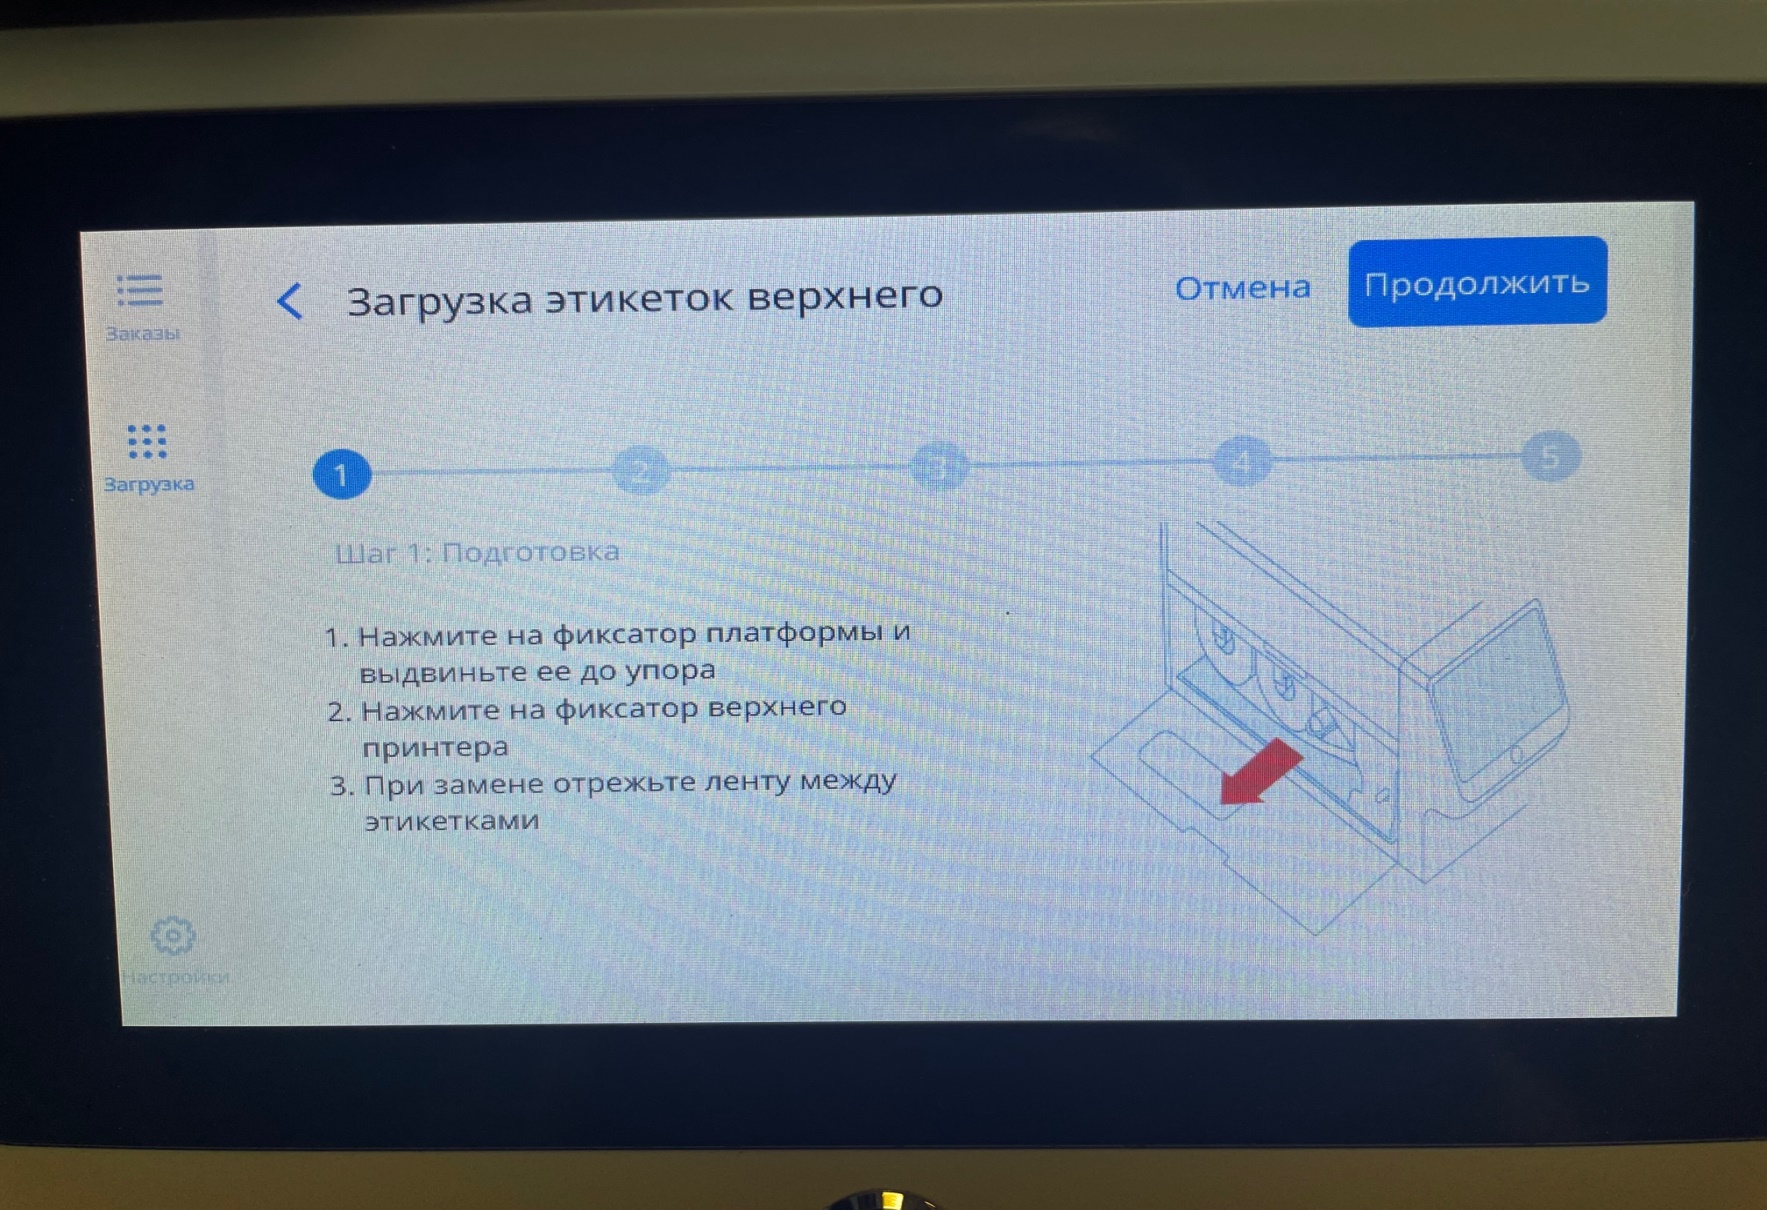 Заказы
Загрузка
Настройки
Загрузка этикеток верхнего
Отмена
Продолжить
1
2
3
4
5
Шаг 1: Подготовка
1. Нажмите на фиксатор платформы и
выдвиньте ее до упора
2. Нажмите на фиксатор верхнего
принтера
3. При замене отрежьте ленту между
этикетками